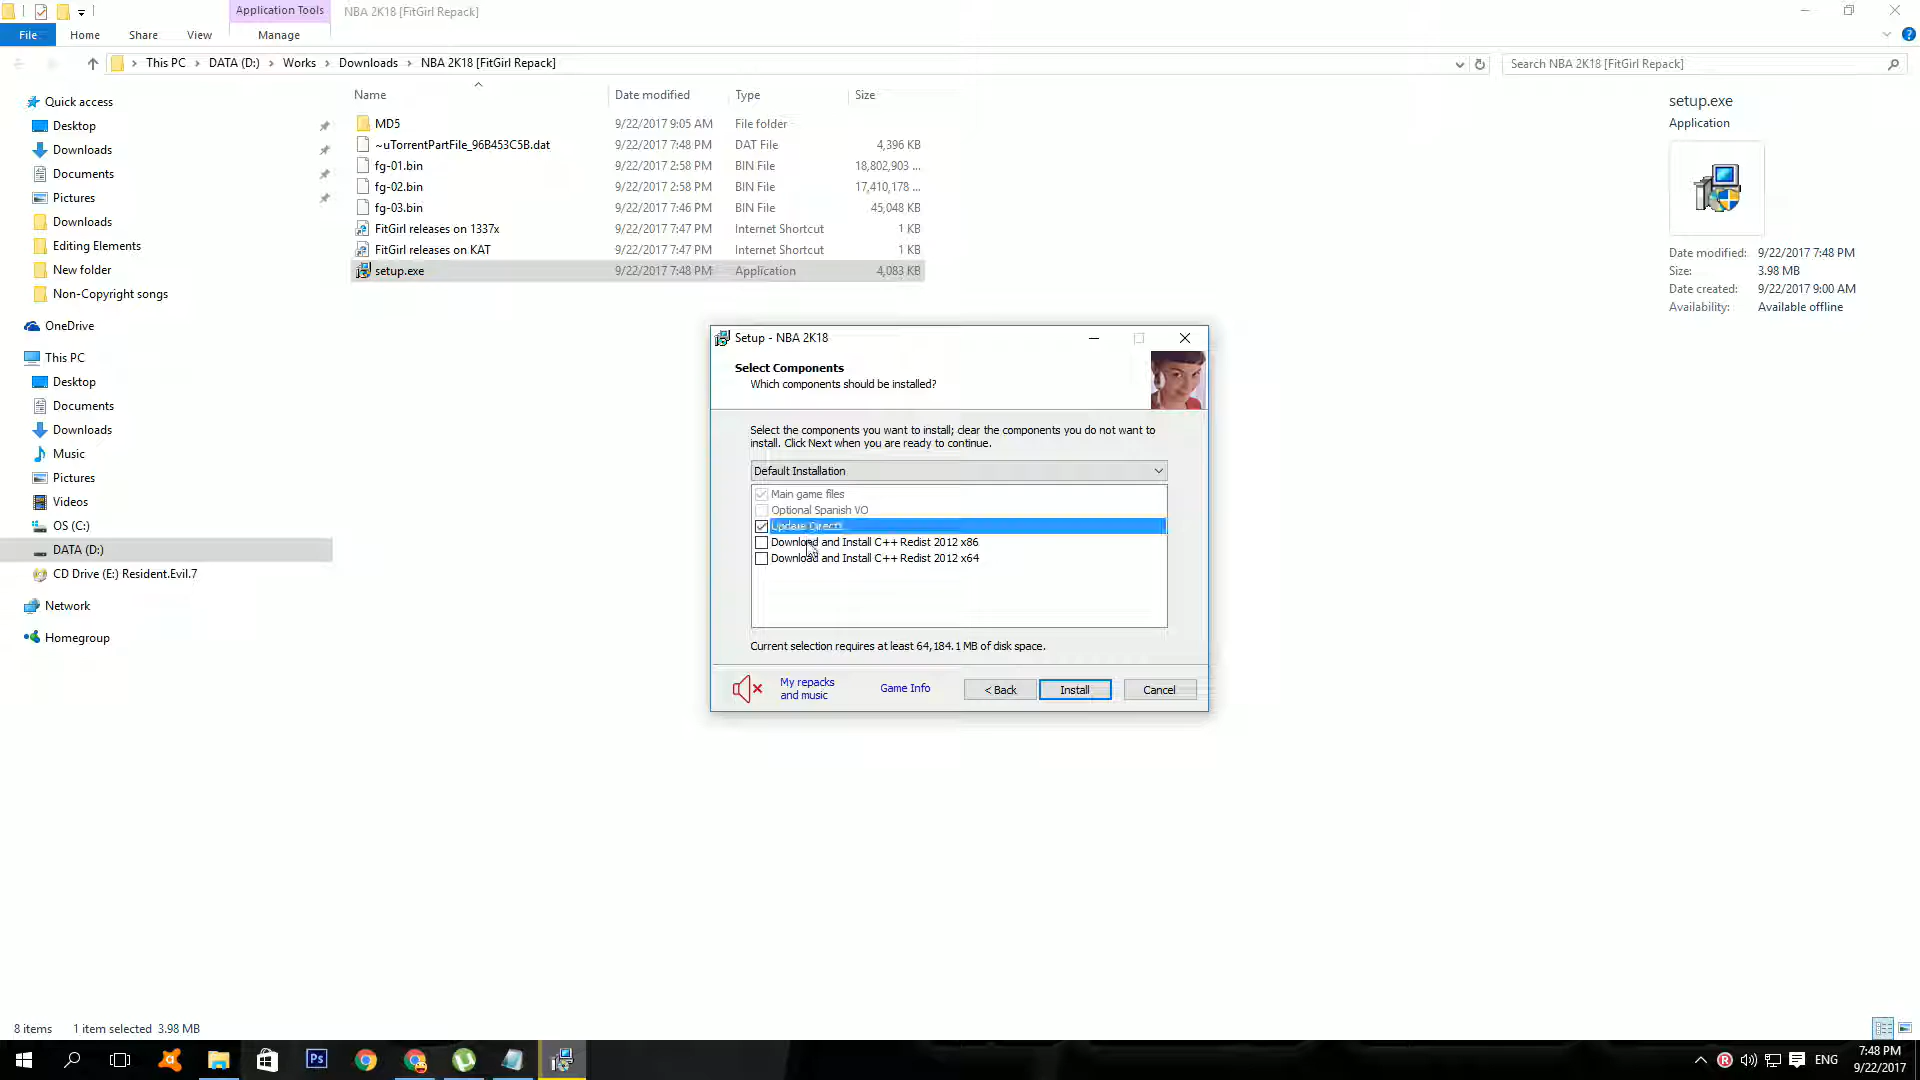 Application Tools
NBA 2K18 [FitGirl Repack]
File
Home
Share
View
Manage
This PC
DATA (D:)
Works
Downloads
NBA 2K18 [FitGirl Repack]
Search NBA 2K18 [FitGirl Repack]
Name
Date modified
Type
Size
MD5
9/22/2017 9:05 AM
File folder
~uTorrentPartFile_96B453C5B.dat
9/22/2017 7:48 PM
DAT File
4,396 KB
fg-01.bin
9/22/2017 2:58 PM
BIN File
18,802,903 ...
fg-02.bin
9/22/2017 2:58 PM
BIN File
17,410,178 ...
fg-03.bin
9/22/2017 7:46 PM
BIN File
45,048 KB
FitGirl releases on 1337x
9/22/2017 7:47 PM
Internet Shortcut
1 KB
FitGirl releases on KAT
9/22/2017 7:47 PM
Internet Shortcut
1 KB
setup.exe
9/22/2017 7:48 PM
Application
4,083 KB
Quick access
Desktop
Downloads
Documents
Pictures
Downloads
Editing Elements
New folder
Non-Copyright songs
OneDrive
This PC
Desktop
Documents
Downloads
Music
Pictures
Videos
OS (C:)
DATA (D:)
CD Drive (E:) Resident.Evil.7
Network
Homegroup
setup.exe
Application
Date modified: 9/22/2017 7:48 PM
Size: 3.98 MB
Date created: 9/22/2017 9:00 AM
Availability: Available offline
Setup - NBA 2K18
Select Components
Which components should be installed?
Select the components you want to install; clear the components you do not want to
install. Click Next when you are ready to continue.
Default Installation
Main game files
Optional Spanish VO
Update
Download and Install C++ Redist 2012 x86
Download and Install C++ Redist 2012 x64
Current selection requires at least 64,184.1 MB of disk space.
My repacks
and music
Game Info
< Back
Install
Cancel
8 items
1 item selected 3.98 MB
Ps
ENG
7:48 PM
9/22/2017